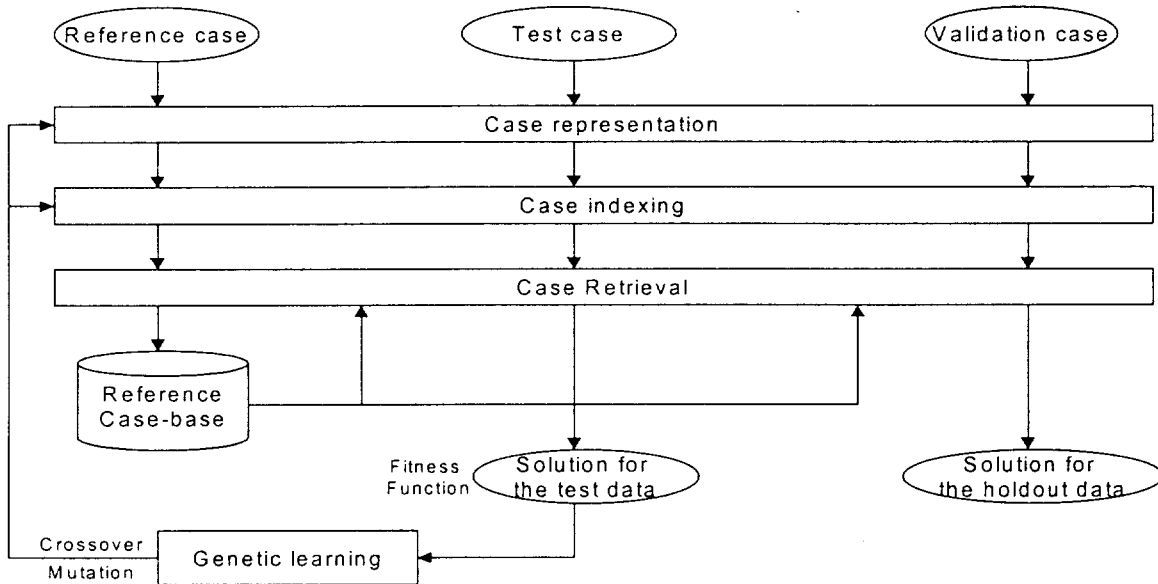 Reference case
Test case
Validation case
Case representation
Case indexing
Case Retrieval
Reference
Case-base
Fitness
Function
Solution for
the test data
Solution for
the holdout data
Crossover
Mutation
Genetic learning